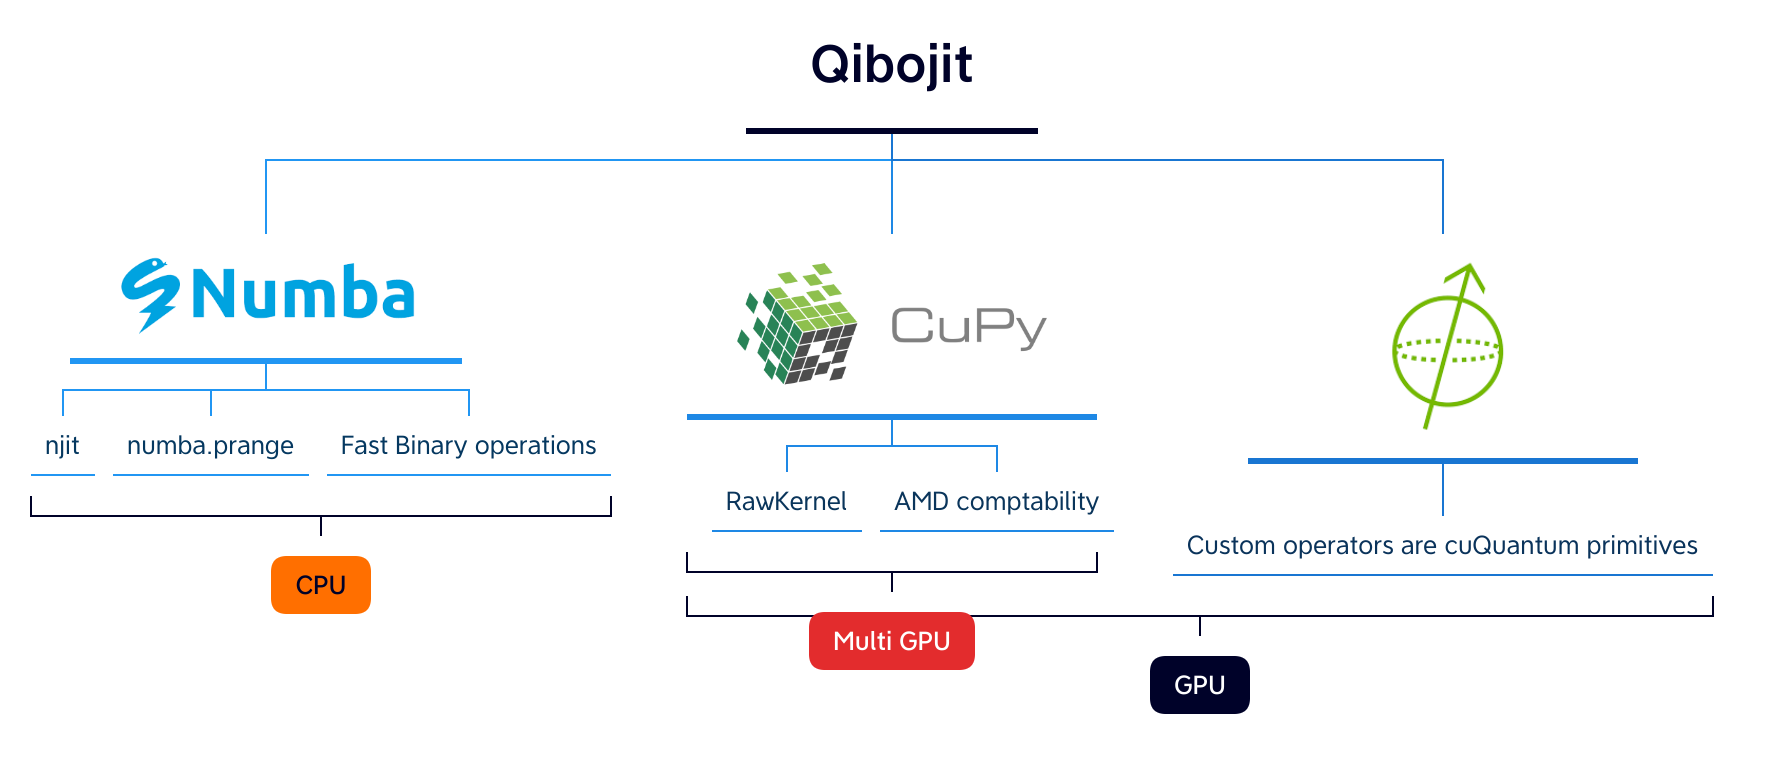 Qibojit
Numba
CuPy
njit
numba.prange
Fast Binary operations
RawKernel
AMD comptability
Custom operators are cuQuantum primitives
CPU
Multi GPU
GPU